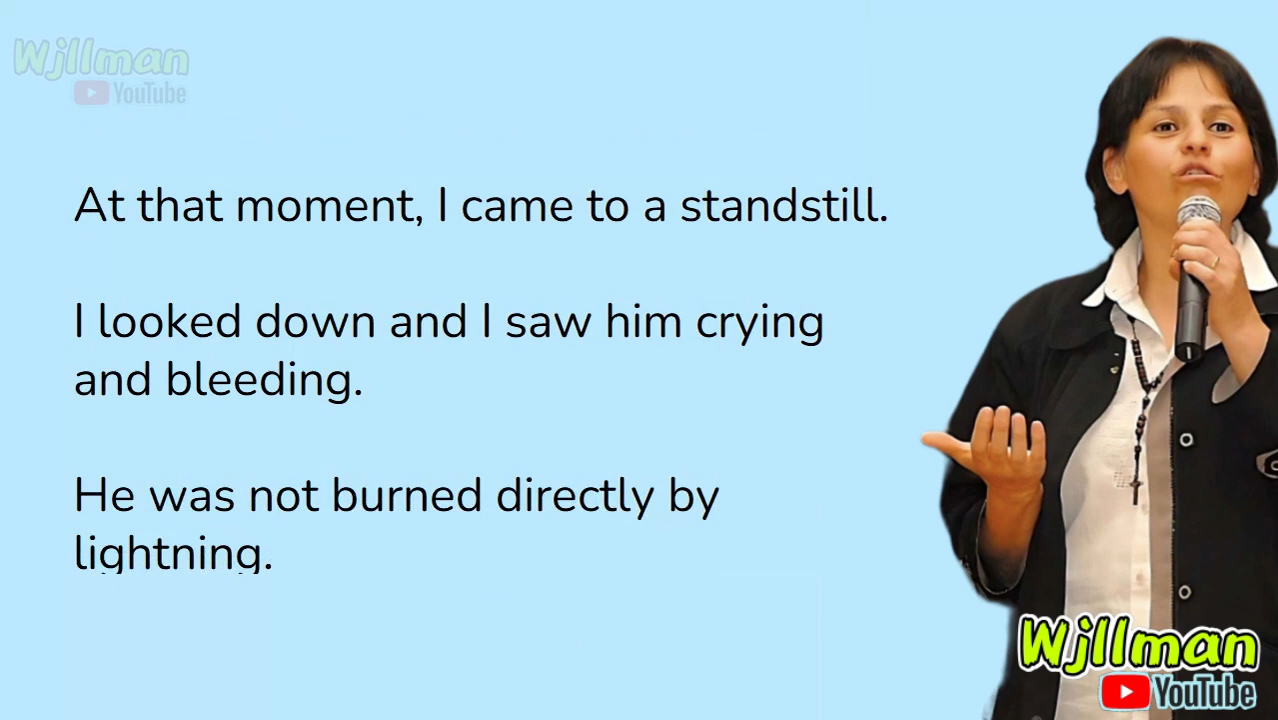 Wjllman
YouTube
At that moment, I came to a standstill.
I looked down and I saw him crying
and bleeding.
He was not burned directly by
lightning.
Wjllman
YouTube